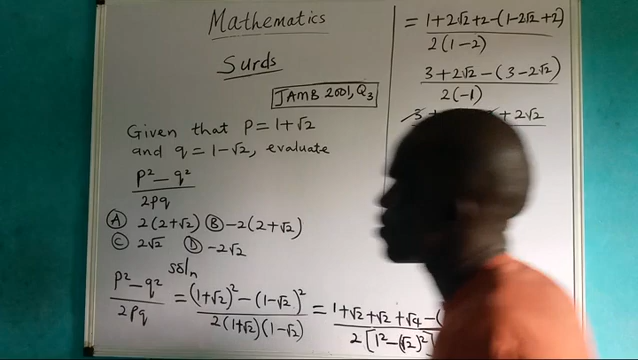 Mathematics
Surds
JAMB 2001, Q3
Given that P = 1+√2
and q = 1-√2, evaluate
P² - q²
2pq
Ⓐ 2(2+√2) Ⓑ -2(2+√2)
Ⓒ 2√2 Ⓓ -2√2
soln
P² - q² / 2pq = (1+√2)² - (1-√2)² / 2(1+√2)(1-√2) = 1+√2+√2+√4-( / 2[1²-(√2)²]
= 1+2√2+2-(1-2√2+2)
2(1-2)
3+2√2-(3-2√2)
2(-1)
3+ + 2√2